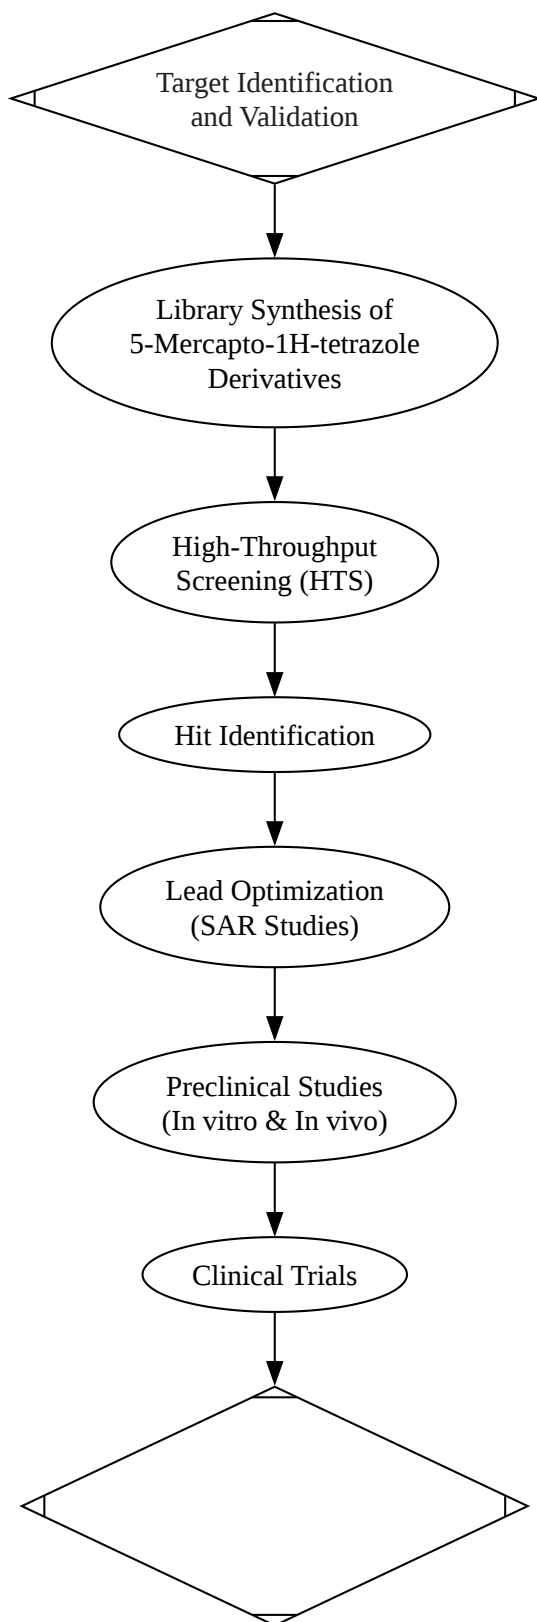 Target Identification
and Validation
Library Synthesis of
5-Mercapto-1H-tetrazole
Derivatives
High-Throughput
Screening (HTS)
Hit Identification
Lead Optimization
(SAR Studies)
Preclinical Studies
(In vitro & In vivo)
Clinical Trials